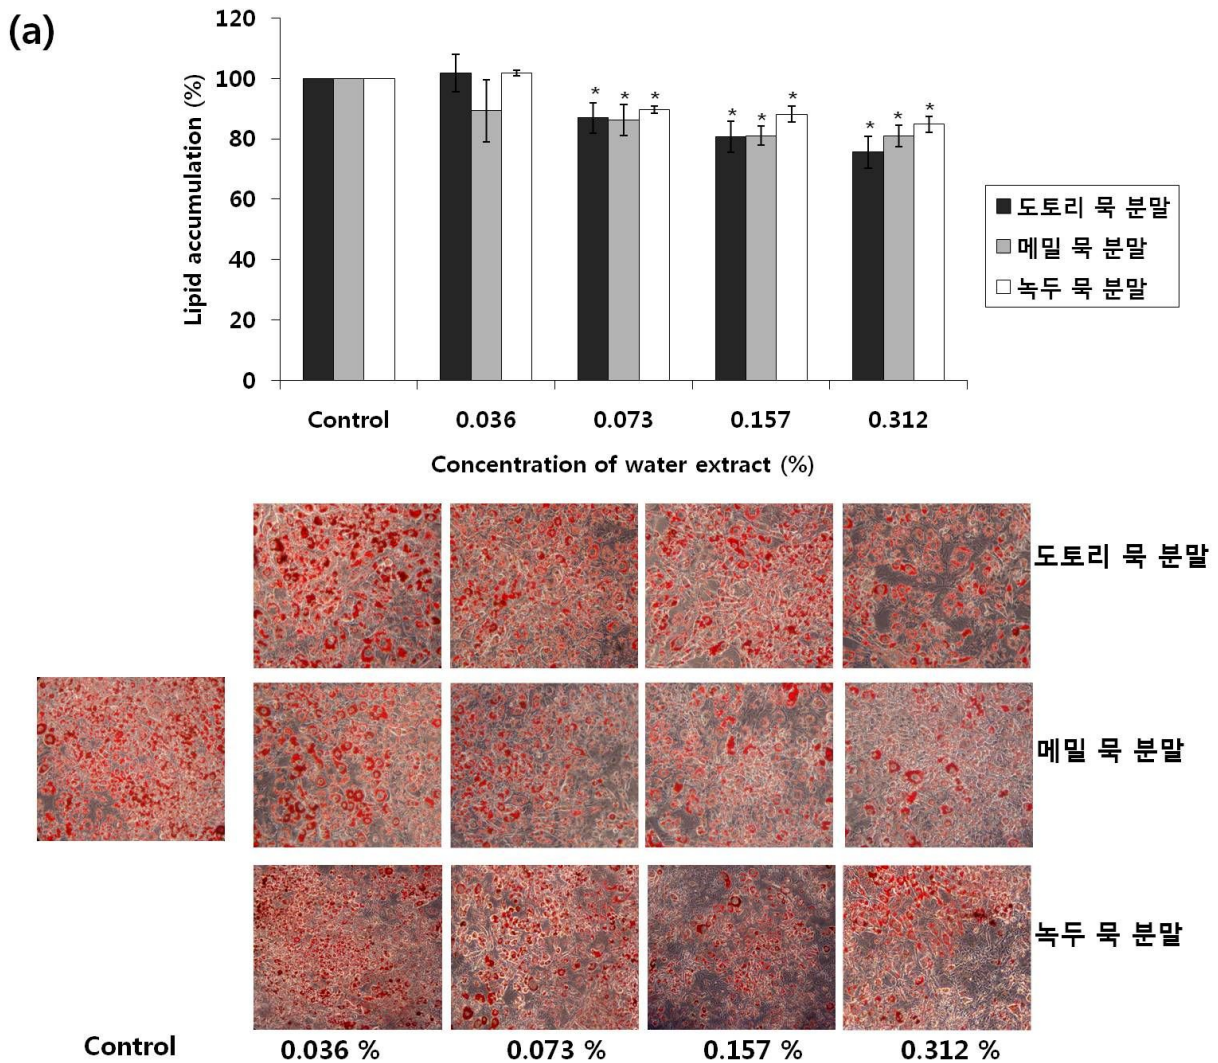 (a)
120
100
80
60
40
20
0
Lipid accumulation (%)
* * *
* * *
* * *
Control 0.036 0.073 0.157 0.312
Concentration of water extract (%)
도토리 묵 분말
메밀 묵 분말
녹두 묵 분말
도토리 묵 분말
메밀 묵 분말
녹두 묵 분말
Control 0.036 % 0.073 % 0.157 % 0.312 %